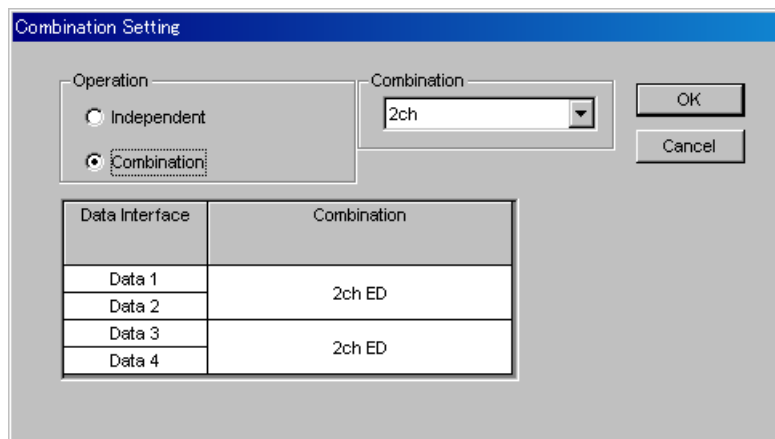 Combination Setting
Operation
Independent
Combination
Combination
2ch
OK
Cancel
Data Interface Combination
Data 1
Data 2
2ch ED
Data 3
Data 4
2ch ED